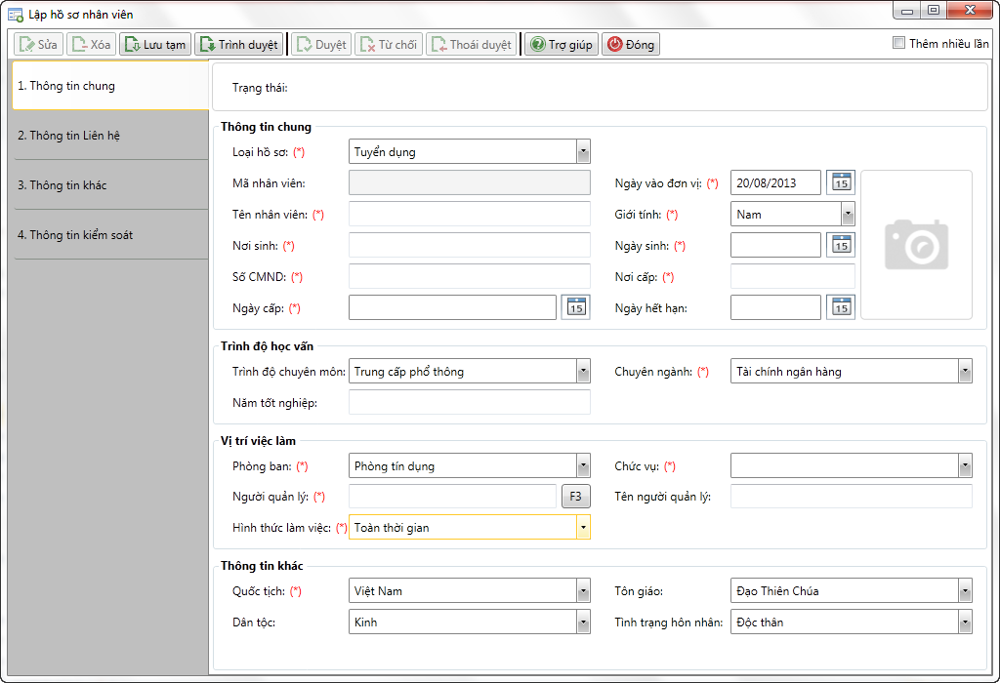 Lập hồ sơ nhân viên
Sửa Xóa Lưu tạm Trình duyệt Duyệt Từ chối Thoái duyệt Trợ giúp Đóng Thêm nhiều lần
1. Thông tin chung
2. Thông tin Liên hệ
3. Thông tin khác
4. Thông tin kiểm soát
Trạng thái:
Thông tin chung
Loại hồ sơ: (*) Tuyển dụng
Mã nhân viên: Ngày vào đơn vị: (*) 20/08/2013 15
Tên nhân viên: (*) Giới tính: (*) Nam
Nơi sinh: (*) Ngày sinh: (*) 15
Số CMND: (*) Nơi cấp: (*)
Ngày cấp: (*) 15 Ngày hết hạn: 15
Trình độ học vấn
Trình độ chuyên môn: Trung cấp phổ thông Chuyên ngành: (*) Tài chính ngân hàng
Năm tốt nghiệp:
Vị trí việc làm
Phòng ban: (*) Phòng tín dụng Chức vụ: (*)
Người quản lý: (*) F3 Tên người quản lý:
Hình thức làm việc: (*) Toàn thời gian
Thông tin khác
Quốc tịch: (*) Việt Nam Tôn giáo: Đạo Thiên Chúa
Dân tộc: Kinh Tình trạng hôn nhân: Độc thân